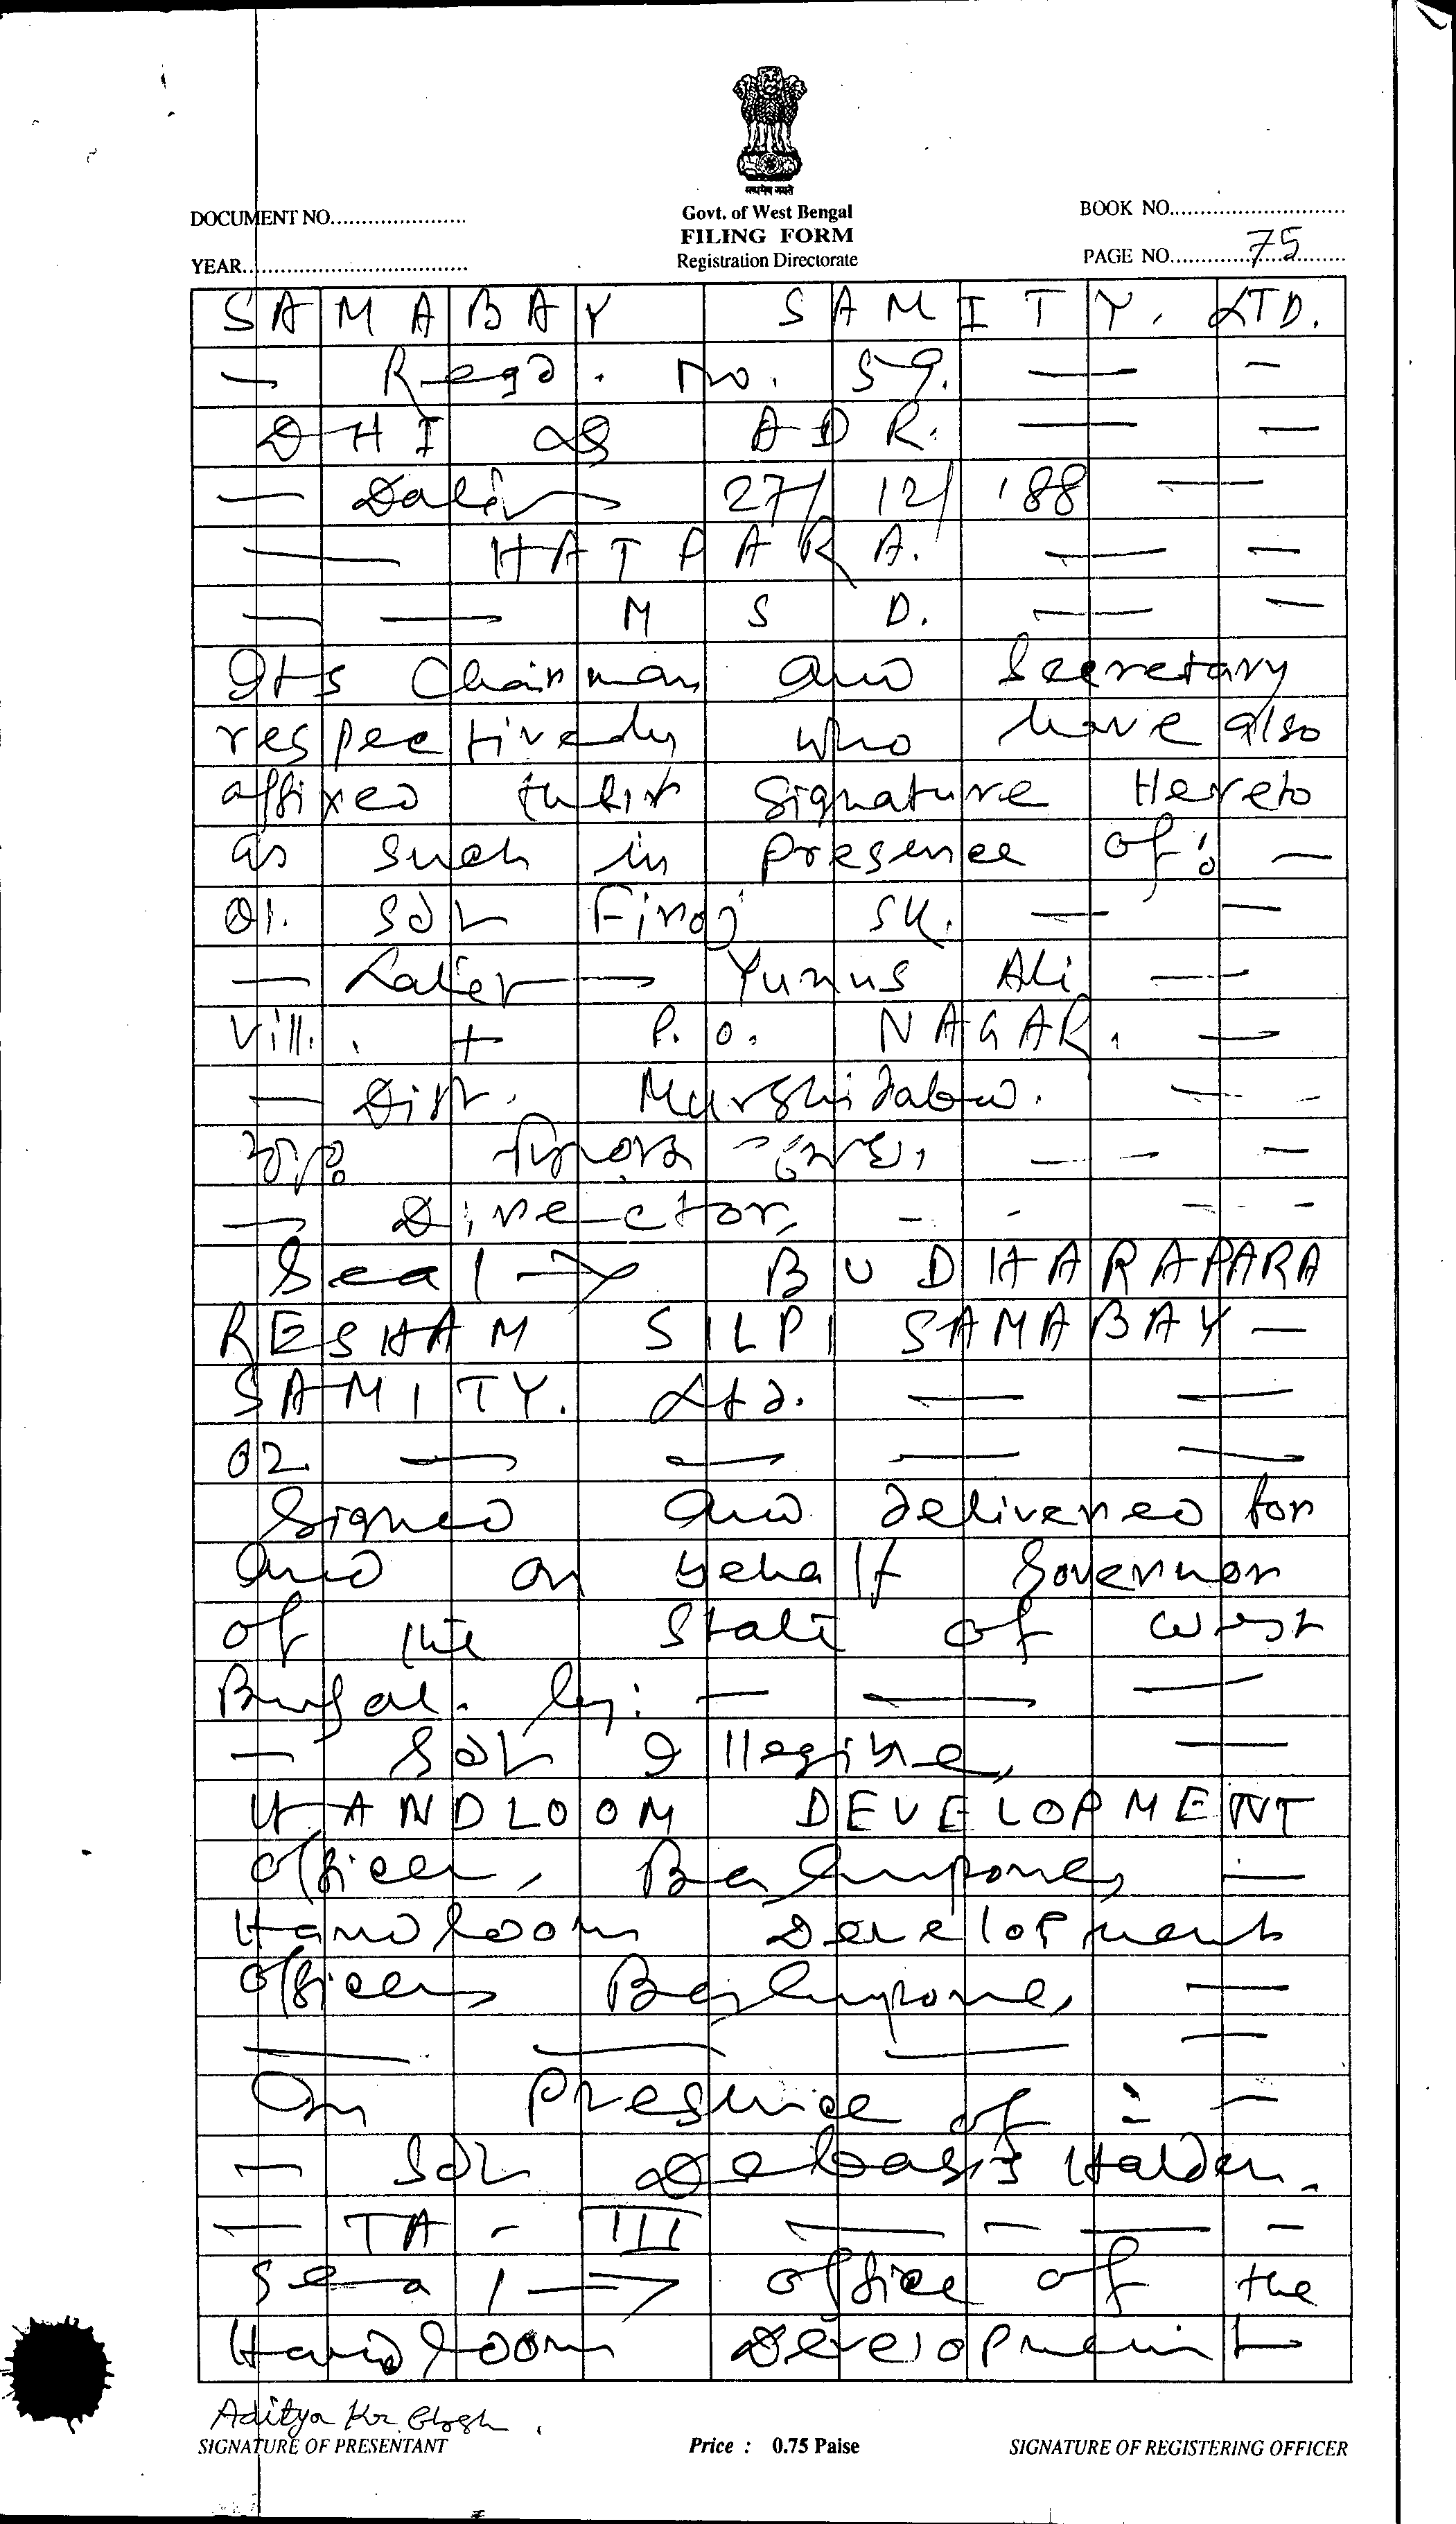 सत्यमेव जयते
DOCUMENT NO......................
Govt. of West Bengal
BOOK NO............................
FILING FORM
YEAR....................................
Registration Directorate
PAGE NO............75............
SAMABAY SAMITY. LTD.
— Regd. No. 59. — —
DHI of ADR. — —
— Dated — 27/12/'88 —
— HATPARA. — —
— — M S D. — —
Its Chairman and Secretary
respectively who have also
affixed their signature Hereto
as such in presence of: —
01. Sd/- Firoj SK. — —
— Later — Yunus Ali —
Vill. + P.O. NAGAR. —
— Dist. Murshidabad. — —
ফিরোজ সেখ, — — —
— Director, — — — —
Seal → BUDHARAPARA
RESHAM SILPI SAMABAY —
SAMITY. Ltd. — —
02. — — — —
Signed and delivered for
and on behalf Governor
of the State of West
Bengal. by: — — —
— Sd/- Illegible, —
HANDLOOM DEVELOPMENT
Officer, —
Handloom Development
Officer —
— — — —
In Presence of : —
— Sd/- Debasis Halder.
— TA - III — — — —
Seal → office of the
Handloom Development
Aditya Kr. Ghosh.
SIGNATURE OF PRESENTANT
Price : 0.75 Paise
SIGNATURE OF REGISTERING OFFICER